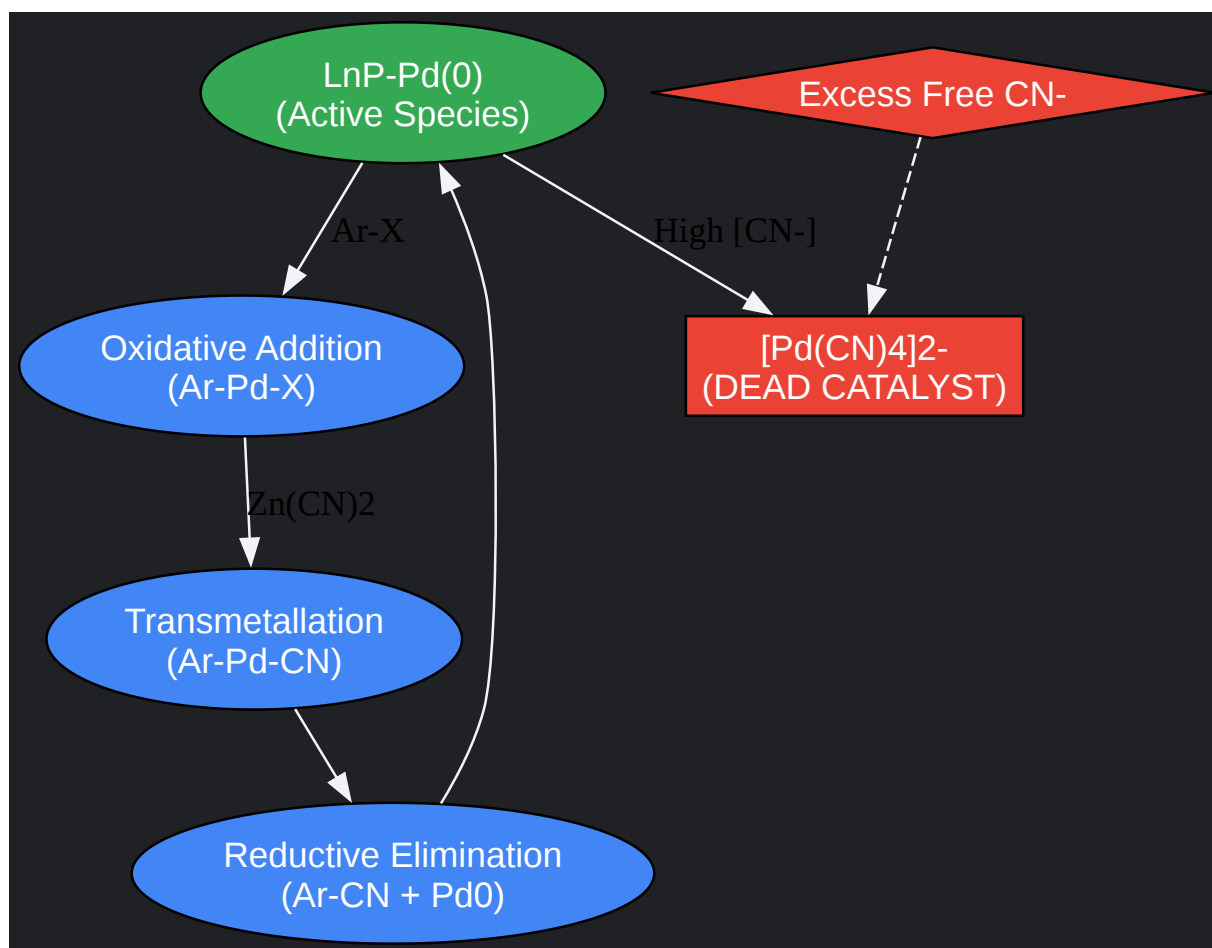 LnP-Pd(0)
(Active Species)
Excess Free CN-
Ar-X
High [CN-]
Oxidative Addition
(Ar-Pd-X)
[Pd(CN)4]2-
(DEAD CATALYST)
Zn(CN)2
Transmetallation
(Ar-Pd-CN)
Reductive Elimination
(Ar-CN + Pd0)